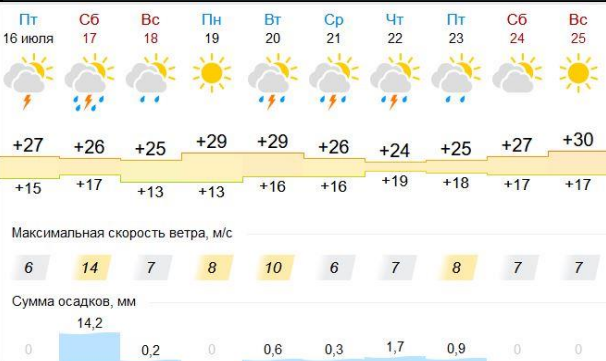 Пт Сб Вс Пн Вт Ср Чт Пт Сб Вс
16 июля 17 18 19 20 21 22 23 24 25
+27 +26 +25 +29 +29 +26 +24 +25 +27 +30
+15 +17 +13 +13 +16 +16 +19 +18 +17 +17
Максимальная скорость ветра, м/с
6 14 7 8 10 6 7 8 7 7
Сумма осадков, мм
0 14,2 0,2 0 0,6 0,3 1,7 0,9 0 0